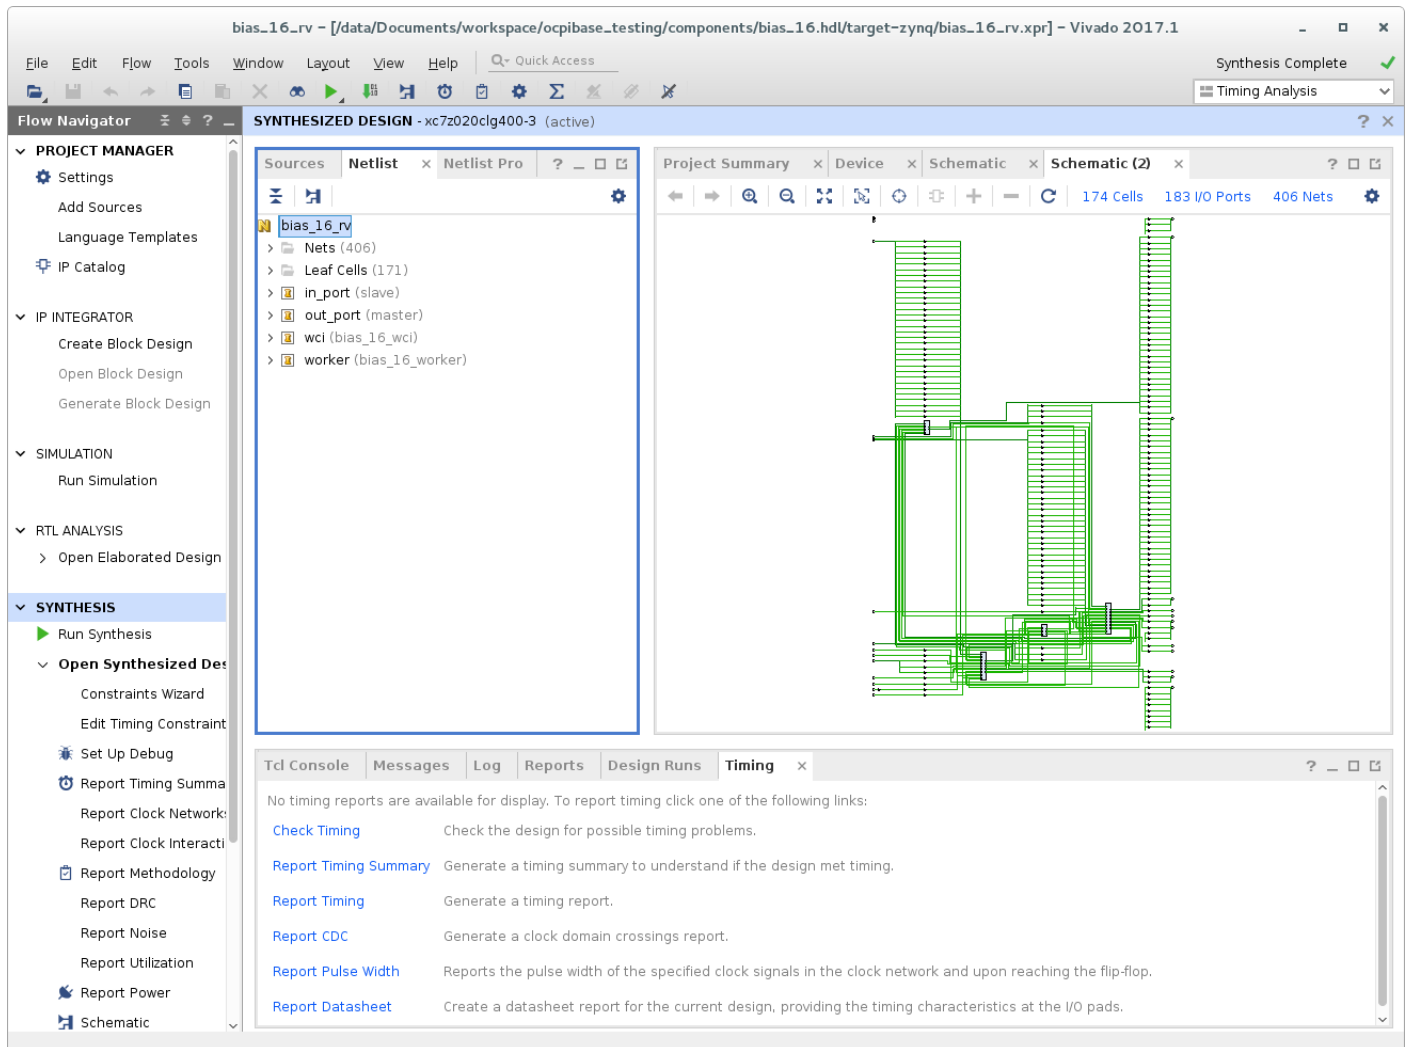 bias_16_rv – [/data/Documents/workspace/ocpibase_testing/components/bias_16.hdl/target-zynq/bias_16_rv.xpr] – Vivado 2017.1
File Edit Flow Tools Window Layout View Help Quick Access Synthesis Complete
Timing Analysis
Flow Navigator
SYNTHESIZED DESIGN - xc7z020clg400-3 (active)
PROJECT MANAGER
Settings
Add Sources
Language Templates
IP Catalog
IP INTEGRATOR
Create Block Design
Open Block Design
Generate Block Design
SIMULATION
Run Simulation
RTL ANALYSIS
Open Elaborated Design
SYNTHESIS
Run Synthesis
Open Synthesized Des
Constraints Wizard
Edit Timing Constraint
Set Up Debug
Report Timing Summa
Report Clock Networks
Report Clock Interacti
Report Methodology
Report DRC
Report Noise
Report Utilization
Report Power
Schematic
Sources Netlist Netlist Pro
bias_16_rv
Nets (406)
Leaf Cells (171)
in_port (slave)
out_port (master)
wci (bias_16_wci)
worker (bias_16_worker)
Project Summary Device Schematic Schematic (2)
174 Cells 183 I/O Ports 406 Nets
Tcl Console Messages Log Reports Design Runs Timing
No timing reports are available for display. To report timing click one of the following links:
Check Timing Check the design for possible timing problems.
Report Timing Summary Generate a timing summary to understand if the design met timing.
Report Timing Generate a timing report.
Report CDC Generate a clock domain crossings report.
Report Pulse Width Reports the pulse width of the specified clock signals in the clock network and upon reaching the flip-flop.
Report Datasheet Create a datasheet report for the current design, providing the timing characteristics at the I/O pads.